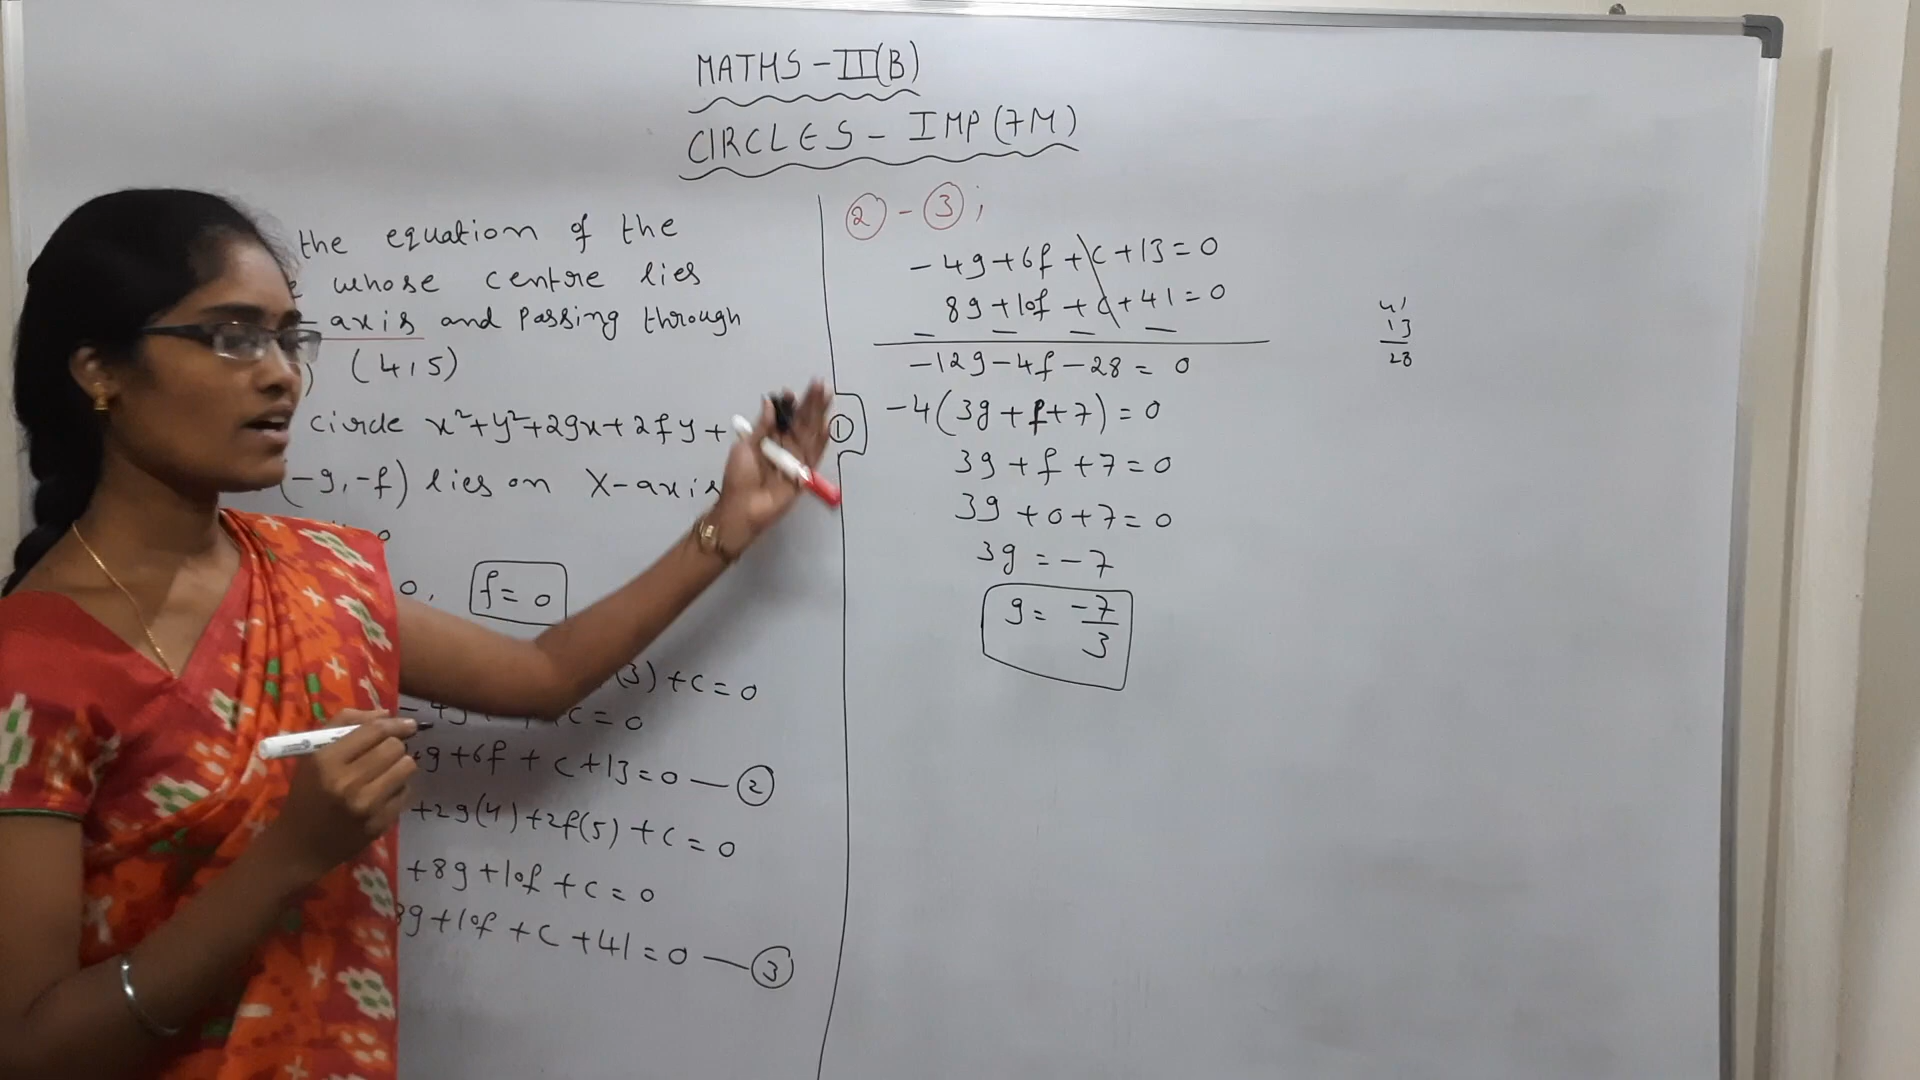 MATHS - II(B)
CIRCLES - IMP (7M)
the equation of the
whose centre lies
axis and passing through
) (4,5)
circle x²+y²+2gx+2fy+ ①
(-g,-f) lies on X-axis
0
0, f= 0
(3)+c=0
-4g c=0
g+6f + c+13=0 — ②
+2g(4)+2f(5)+c=0
+8g+10f+c=0
8g+10f+c+41=0 — ③
② - ③;
-4g+6f+c+13=0
8g+10f+c+41=0
— — — —
-12g-4f-28= 0
-4(3g+f+7)=0
3g+f+7=0
3g+0+7=0
3g=-7
g= -7/3
41
13
28